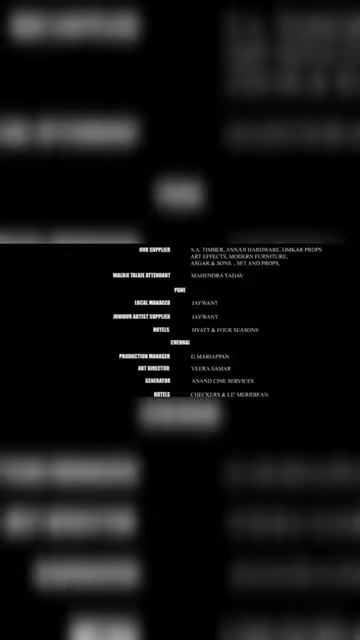 OUR SUPPLIER S.A. TIMBER, ANNAJI HARDWARE, OMKAR PROPS
ART EFFECTS, MODERN FURNITURE,
ASGAR & SONS. , SET AND PROPS,
WALKIE TALKIE ATTENDANT MAHENDRA YADAV
PUNE
LOCAL MANAGER JAYWANT
JUNIOUR ARTIST SUPPLIER JAYWANT
HOTELS HYATT & FOUR SEASONS
CHENNAI
PRODUCTION MANAGER G.MARIAPPAN
ART DIRECTOR VEERA SAMAR
GENERATOR ANAND CINE SERVICES
HOTELS CHECKERS & LE' MERIDIEAN